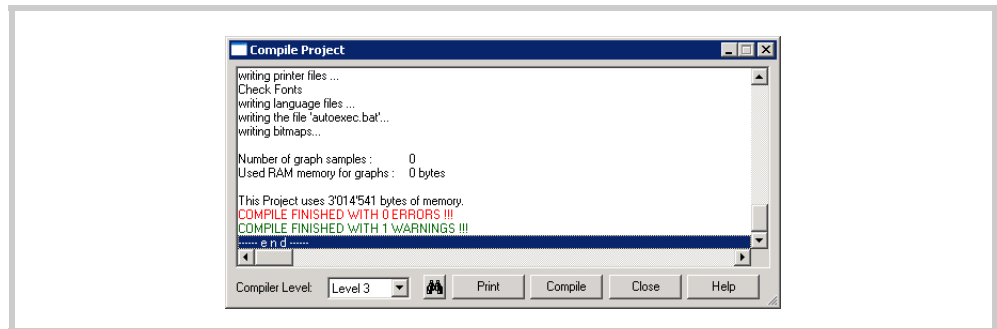 Compile Project
writing printer files ...
Check Fonts
writing language files ...
writing the file 'autoexec.bat'...
writing bitmaps...
Number of graph samples : 0
Used RAM memory for graphs : 0 bytes
This Project uses 3'014'541 bytes of memory.
COMPILE FINISHED WITH 0 ERRORS !!!
COMPILE FINISHED WITH 1 WARNINGS !!!
------ e n d ------
Compiler Level: Level 3 Print Compile Close Help